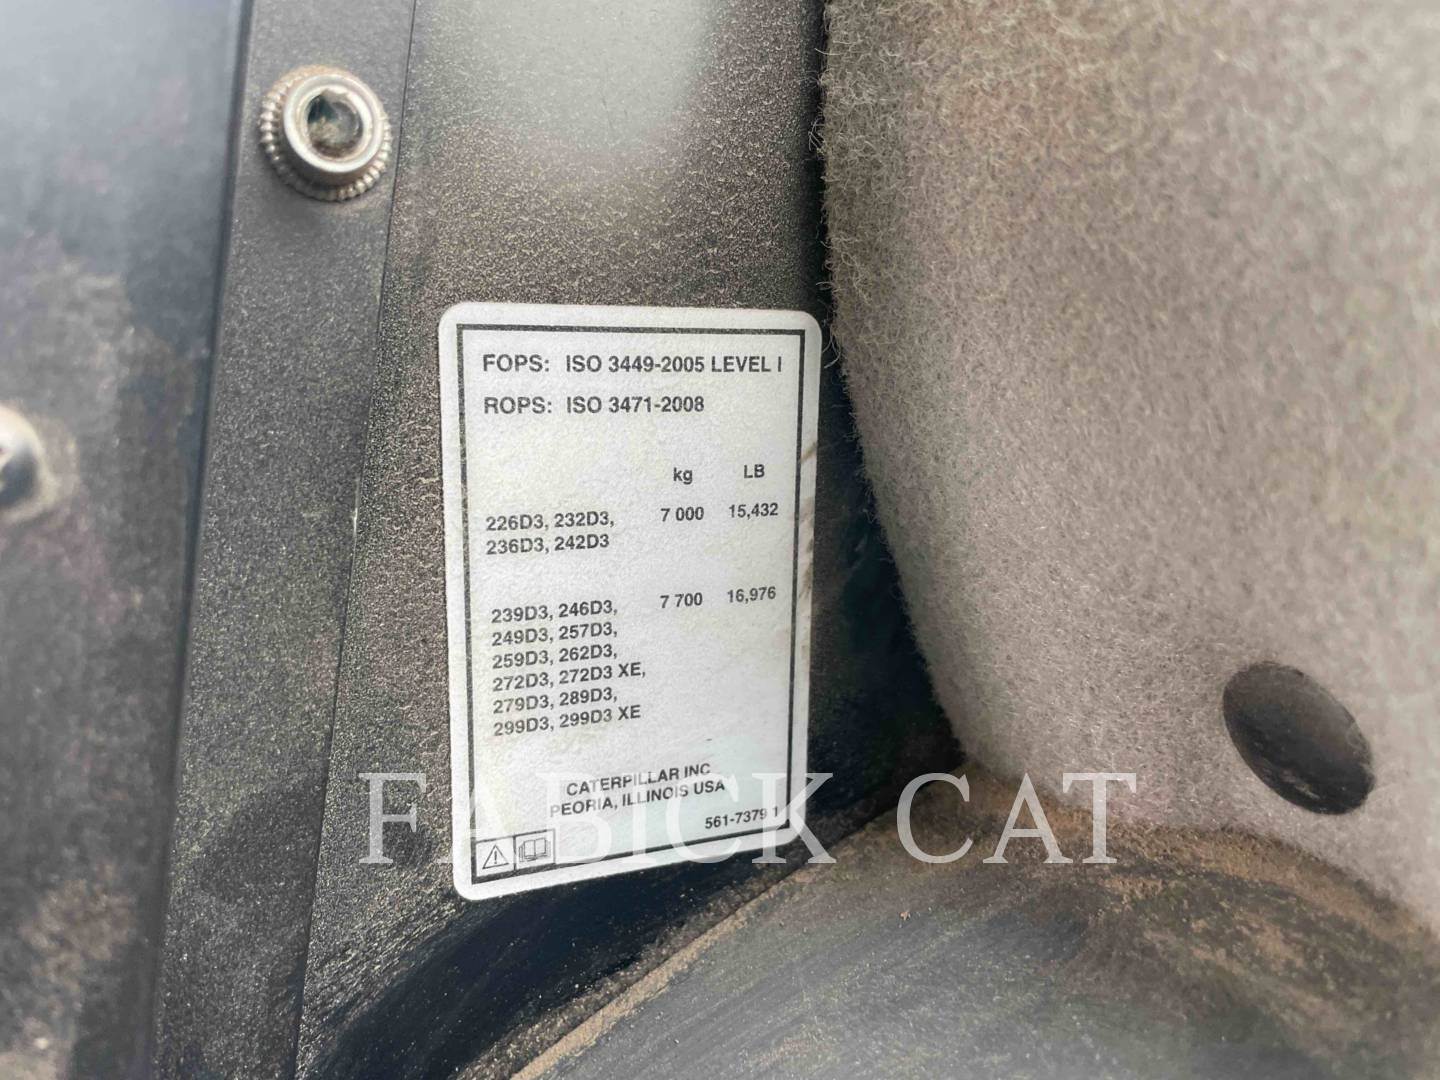 FOPS: ISO 3449-2005 LEVEL I
ROPS: ISO 3471-2008
kg LB
226D3, 232D3, 7 000 15,432
236D3, 242D3
239D3, 246D3, 7 700 16,976
249D3, 257D3,
259D3, 262D3,
272D3, 272D3 XE,
279D3, 289D3,
299D3, 299D3 XE
CATERPILLAR INC
PEORIA, ILLINOIS USA
561-7379 1
FABICK CAT